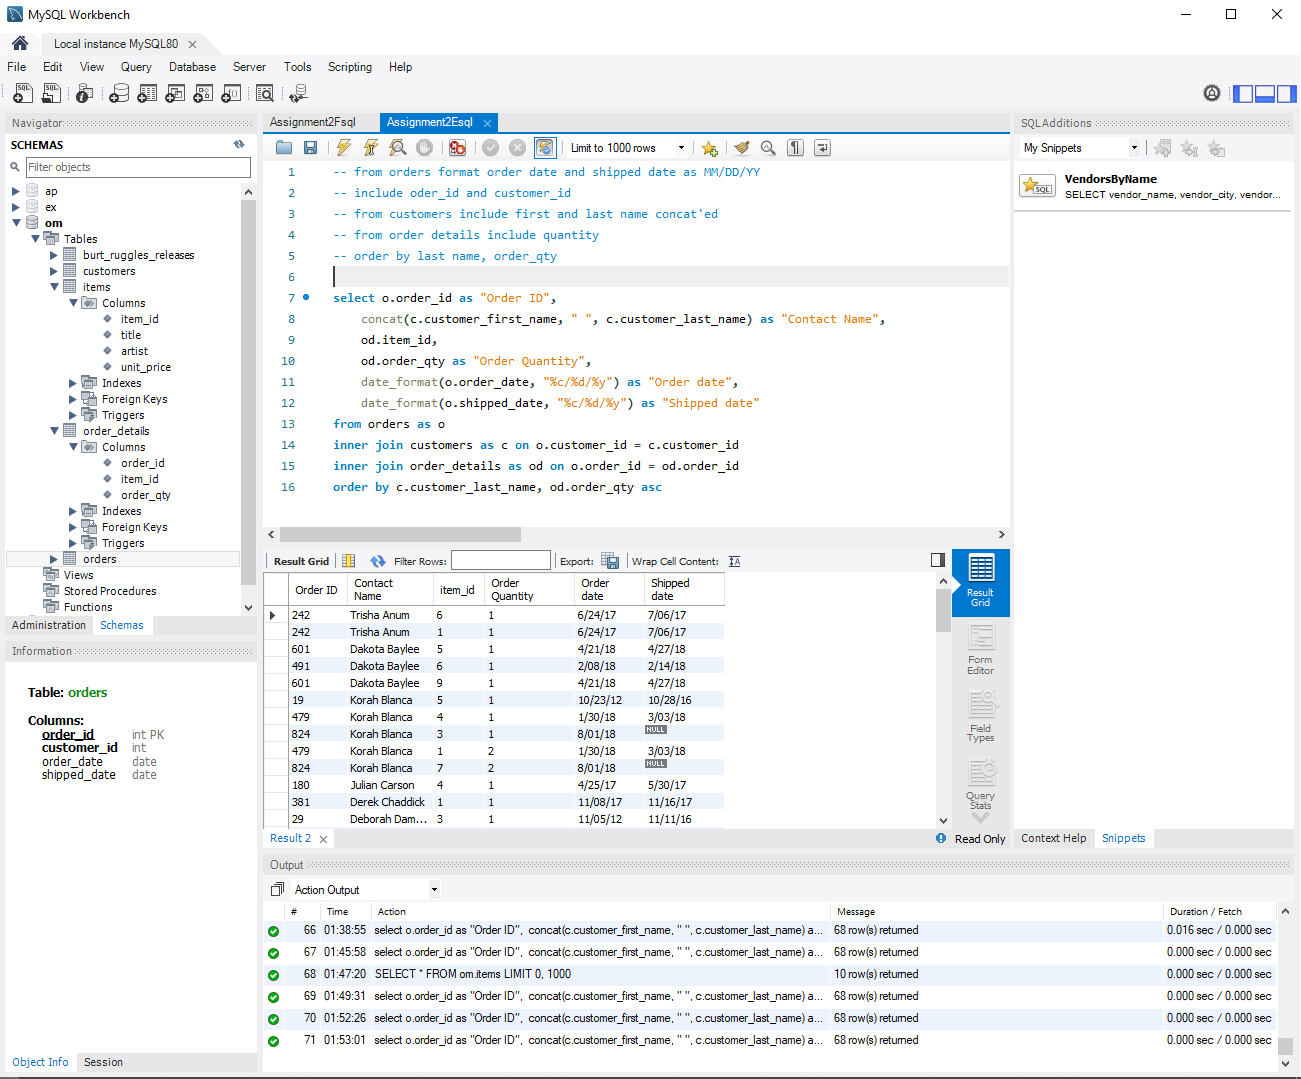 MySQL Workbench
Local instance MySQL80
File Edit View Query Database Server Tools Scripting Help
Navigator
SCHEMAS
Filter objects
ap
ex
om
Tables
burt_ruggles_releases
customers
items
Columns
item_id
title
artist
unit_price
Indexes
Foreign Keys
Triggers
order_details
Columns
order_id
item_id
order_qty
Indexes
Foreign Keys
Triggers
orders
Views
Stored Procedures
Functions
Administration Schemas
Information
Table: orders
Columns:
order_id int PK
customer_id int
order_date date
shipped_date date
Object Info Session
Assignment2Fsql Assignment2Esql
Limit to 1000 rows
1 -- from orders format order date and shipped date as MM/DD/YY
2 -- include oder_id and customer_id
3 -- from customers include first and last name concat'ed
4 -- from order details include quantity
5 -- order by last name, order_qty
6
7 select o.order_id as "Order ID",
8 concat(c.customer_first_name, " ", c.customer_last_name) as "Contact Name",
9 od.item_id,
10 od.order_qty as "Order Quantity",
11 date_format(o.order_date, "%c/%d/%y") as "Order date",
12 date_format(o.shipped_date, "%c/%d/%y") as "Shipped date"
13 from orders as o
14 inner join customers as c on o.customer_id = c.customer_id
15 inner join order_details as od on o.order_id = od.order_id
16 order by c.customer_last_name, od.order_qty asc
Result Grid Filter Rows: Export: Wrap Cell Content:
Order ID Contact Name item_id Order Quantity Order date Shipped date
242 Trisha Anum 6 1 6/24/17 7/06/17
242 Trisha Anum 1 1 6/24/17 7/06/17
601 Dakota Baylee 5 1 4/21/18 4/27/18
491 Dakota Baylee 6 1 2/08/18 2/14/18
601 Dakota Baylee 9 1 4/21/18 4/27/18
19 Korah Blanca 5 1 10/23/12 10/28/16
479 Korah Blanca 4 1 1/30/18 3/03/18
824 Korah Blanca 3 1 8/01/18 NULL
479 Korah Blanca 1 2 1/30/18 3/03/18
824 Korah Blanca 7 2 8/01/18 NULL
180 Julian Carson 4 1 4/25/17 5/30/17
381 Derek Chaddick 1 1 11/08/17 11/16/17
29 Deborah Dam... 3 1 11/05/12 11/11/16
Result Grid
Form Editor
Field Types
Query Stats
Result 2
Read Only
SQLAdditions
My Snippets
SQL
VendorsByName
SELECT vendor_name, vendor_city, vendor...
Context Help Snippets
Output
Action Output
# Time Action Message Duration / Fetch
66 01:38:55 select o.order_id as "Order ID", concat(c.customer_first_name, " ", c.customer_last_name) a... 68 row(s) returned 0.016 sec / 0.000 sec
67 01:45:58 select o.order_id as "Order ID", concat(c.customer_first_name, " ", c.customer_last_name) a... 68 row(s) returned 0.000 sec / 0.000 sec
68 01:47:20 SELECT * FROM om.items LIMIT 0, 1000 10 row(s) returned 0.000 sec / 0.000 sec
69 01:49:31 select o.order_id as "Order ID", concat(c.customer_first_name, " ", c.customer_last_name) a... 68 row(s) returned 0.000 sec / 0.000 sec
70 01:52:26 select o.order_id as "Order ID", concat(c.customer_first_name, " ", c.customer_last_name) a... 68 row(s) returned 0.000 sec / 0.000 sec
71 01:53:01 select o.order_id as "Order ID", concat(c.customer_first_name, " ", c.customer_last_name) a... 68 row(s) returned 0.000 sec / 0.000 sec